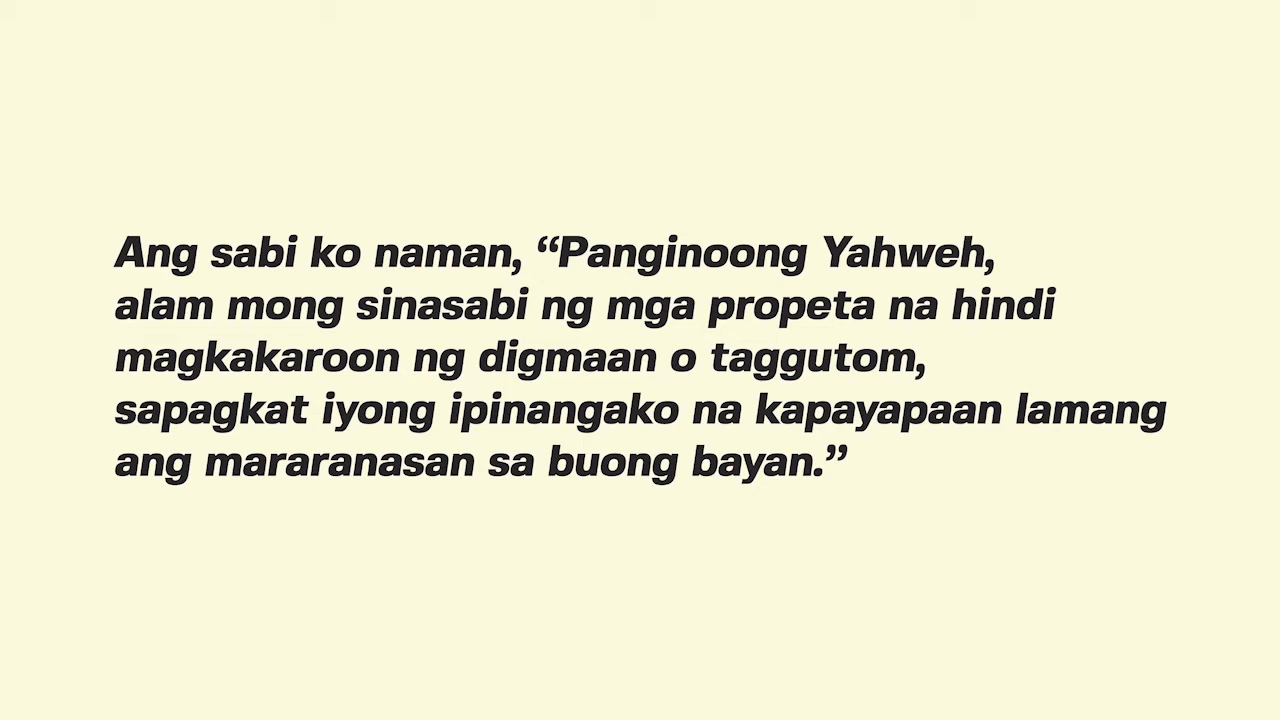 Ang sabi ko naman, “Panginoong Yahweh,
alam mong sinasabi ng mga propeta na hindi
magkakaroon ng digmaan o taggutom,
sapagkat iyong ipinangako na kapayapaan lamang
ang mararanasan sa buong bayan.”